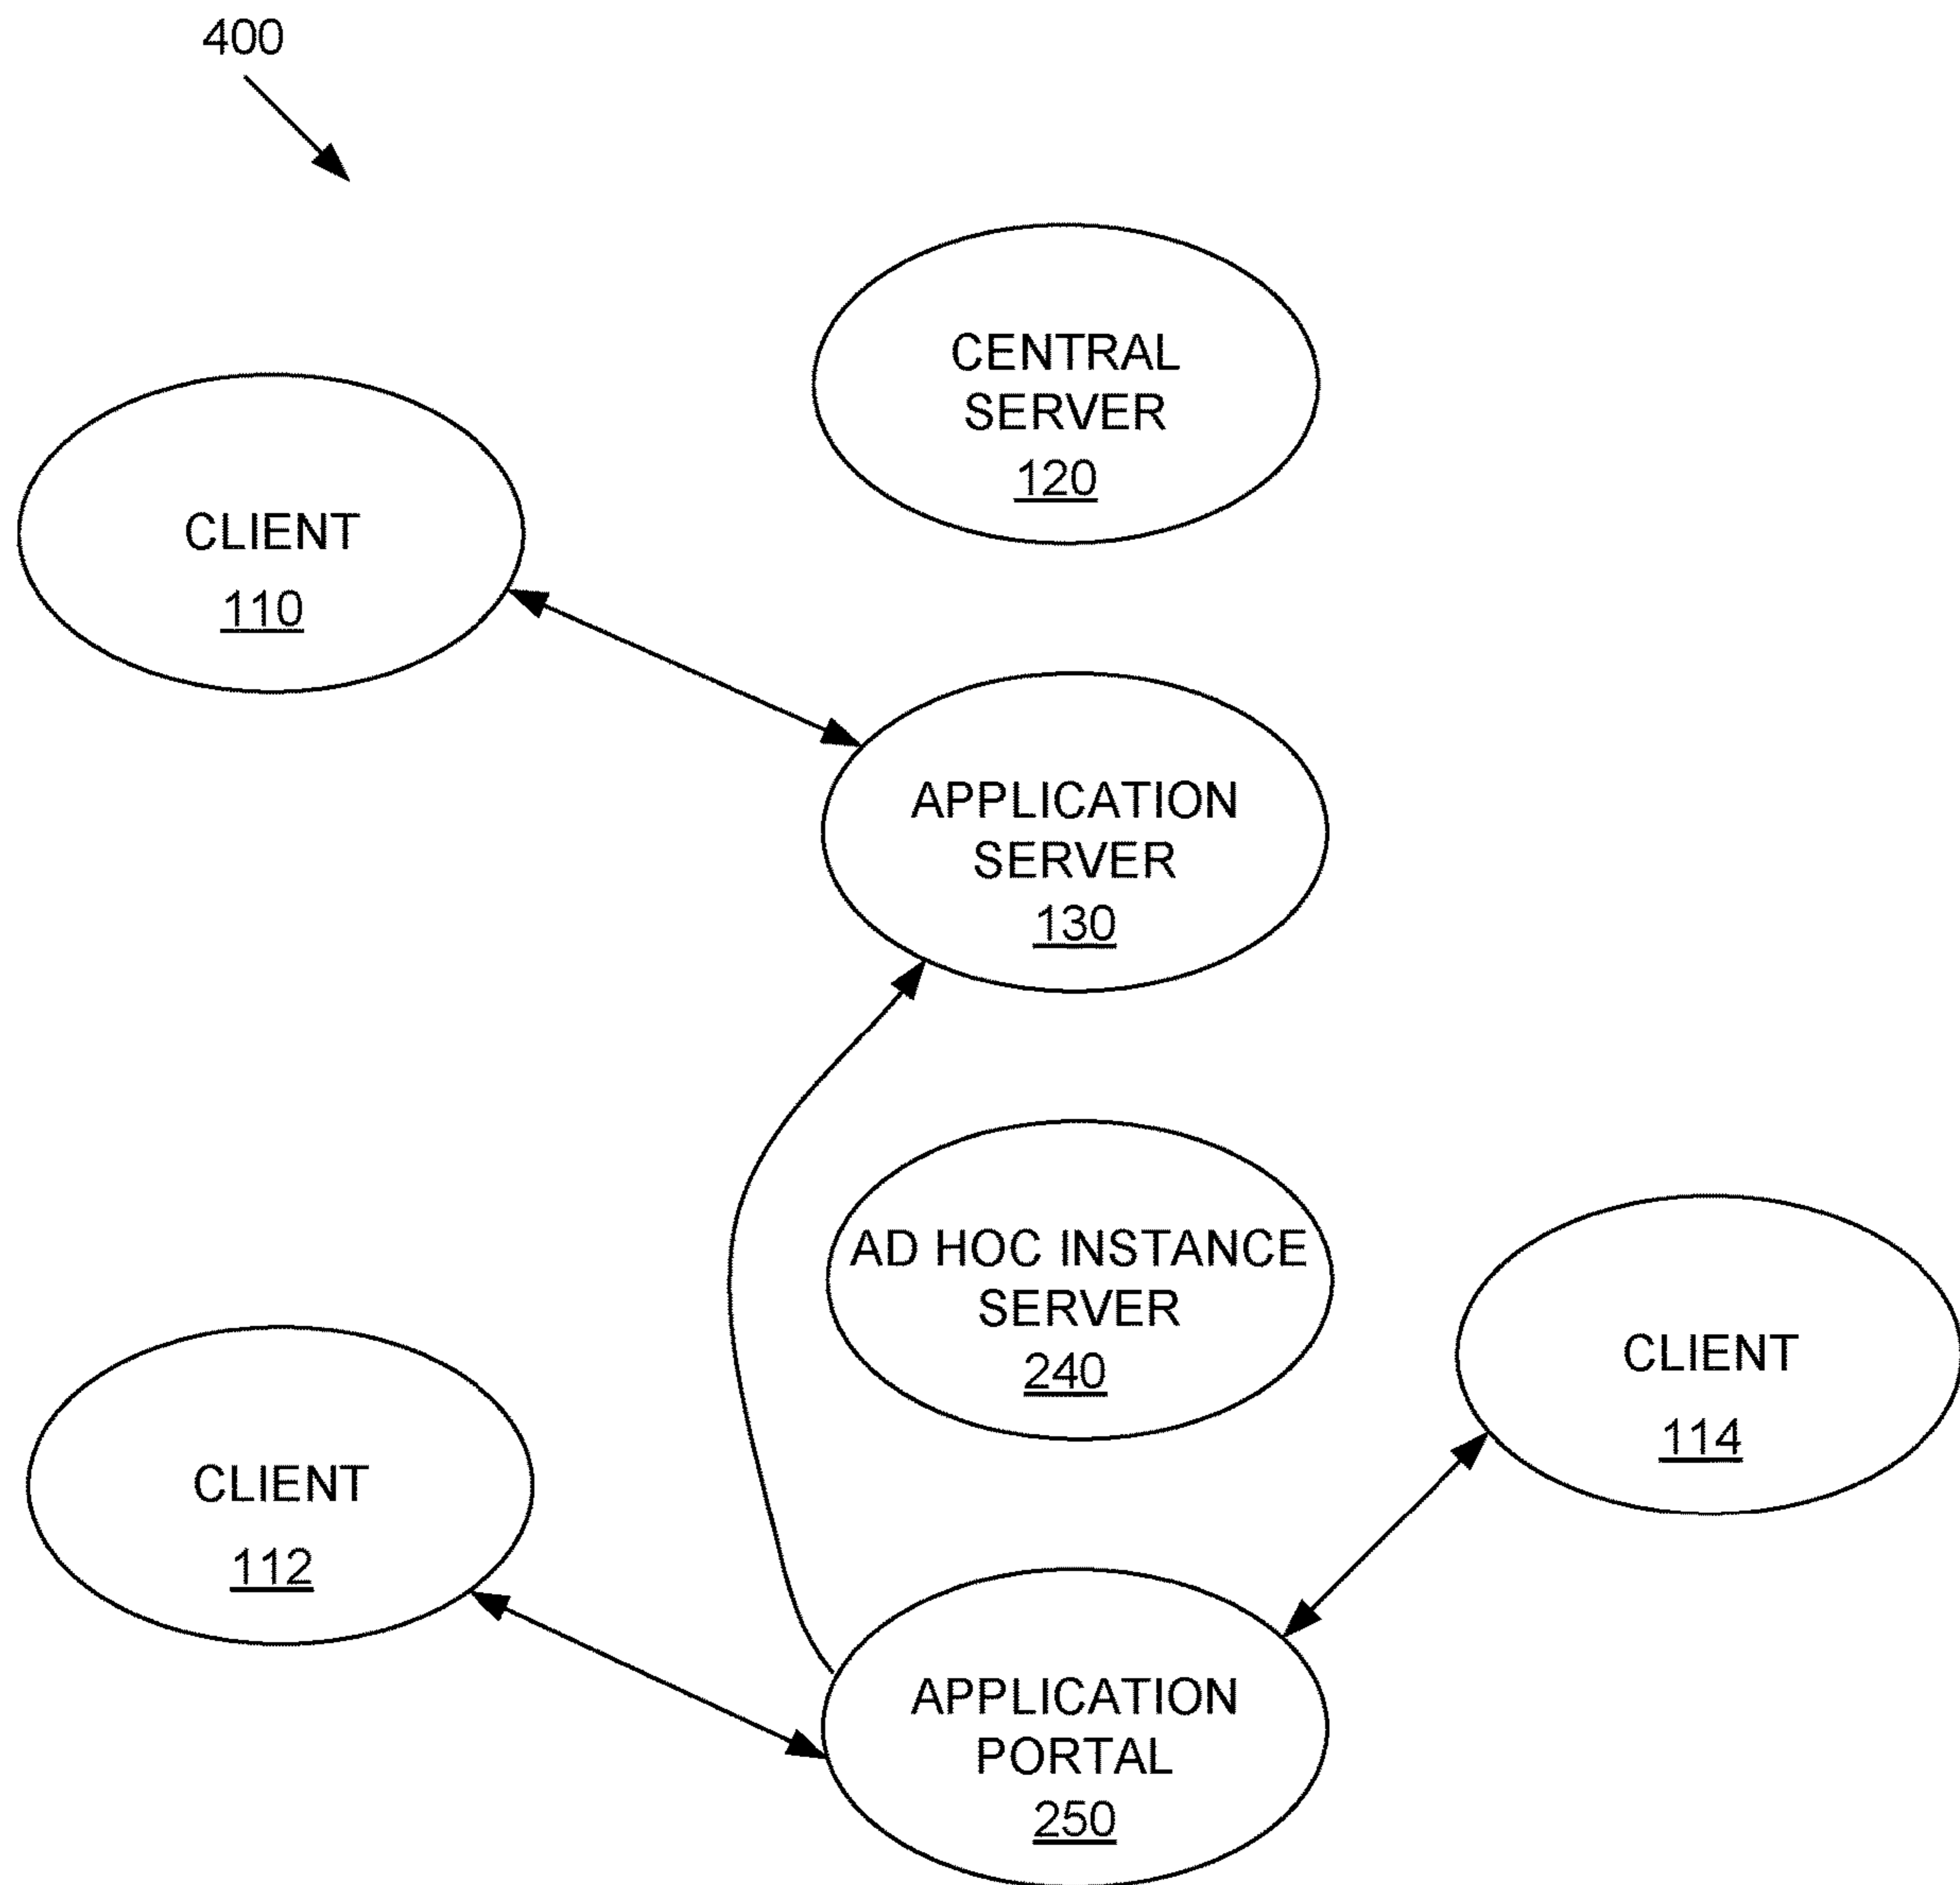 400
CENTRAL
SERVER
120
CLIENT
110
APPLICATION
SERVER
130
AD HOC INSTANCE
SERVER
240
CLIENT
114
CLIENT
112
APPLICATION
PORTAL
250